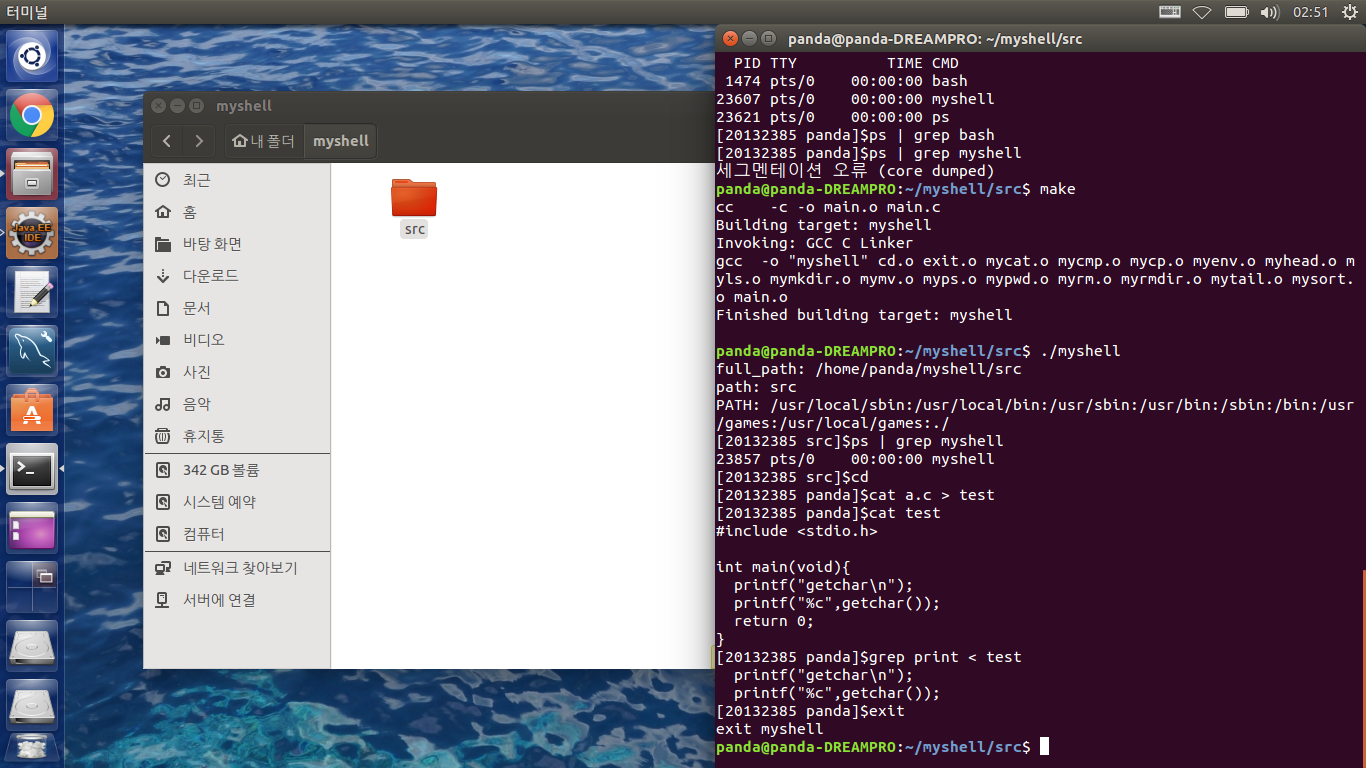 터미널
02:51
Java EE
IDE
myshell
내 폴더
myshell
최근
홈
바탕 화면
다운로드
문서
비디오
사진
음악
휴지통
342 GB 볼륨
시스템 예약
컴퓨터
네트워크 찾아보기
서버에 연결
src
panda@panda-DREAMPRO: ~/myshell/src
  PID TTY          TIME CMD
 1474 pts/0    00:00:00 bash
23607 pts/0    00:00:00 myshell
23621 pts/0    00:00:00 ps
[20132385 panda]$ps | grep bash
[20132385 panda]$ps | grep myshell
세그멘테이션 오류 (core dumped)
panda@panda-DREAMPRO:~/myshell/src$ make
cc    -c -o main.o main.c
Building target: myshell
Invoking: GCC C Linker
gcc  -o "myshell" cd.o exit.o mycat.o mycmp.o mycp.o myenv.o myhead.o m
yls.o mymkdir.o mymv.o myps.o mypwd.o myrm.o myrmdir.o mytail.o mysort.
o main.o
Finished building target: myshell
panda@panda-DREAMPRO:~/myshell/src$ ./myshell
full_path: /home/panda/myshell/src
path: src
PATH: /usr/local/sbin:/usr/local/bin:/usr/sbin:/usr/bin:/sbin:/bin:/usr
/games:/usr/local/games:./
[20132385 src]$ps | grep myshell
23857 pts/0    00:00:00 myshell
[20132385 src]$cd
[20132385 panda]$cat a.c > test
[20132385 panda]$cat test
#include <stdio.h>
int main(void){
  printf("getchar\n");
  printf("%c",getchar());
  return 0;
}
[20132385 panda]$grep print < test
  printf("getchar\n");
  printf("%c",getchar());
[20132385 panda]$exit
exit myshell
panda@panda-DREAMPRO:~/myshell/src$